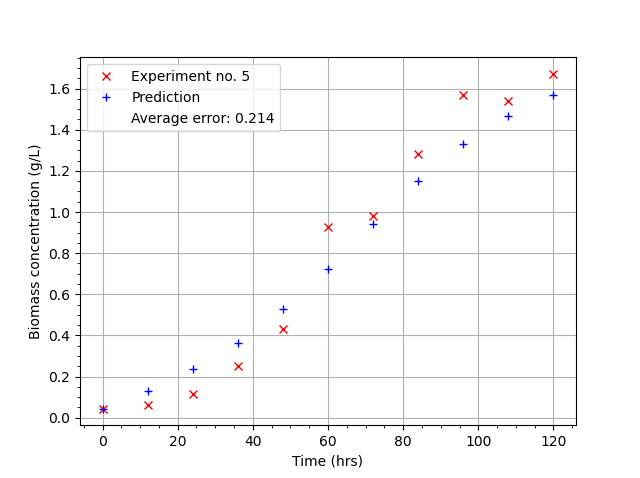 Experiment no. 5
Prediction
Average error: 0.214
1.6
1.4
1.2
1.0
0.8
0.6
0.4
0.2
0.0
Biomass concentration (g/L)
0 20 40 60 80 100 120
Time (hrs)